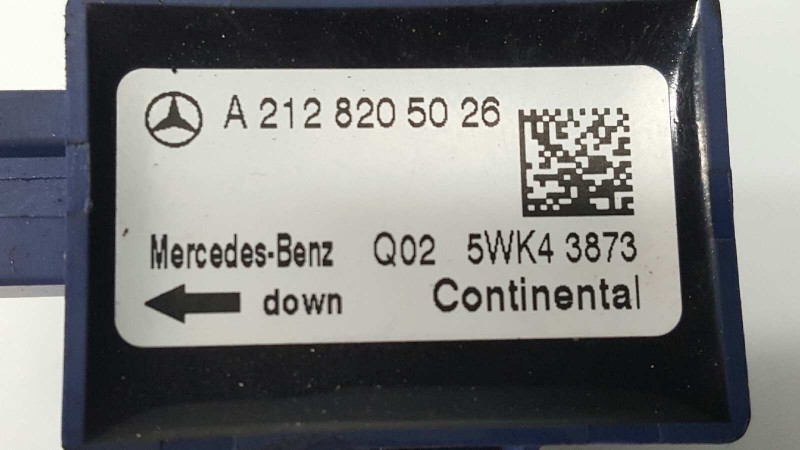 A 212 820 50 26
Mercedes-Benz Q02 5WK4 3873
down Continental